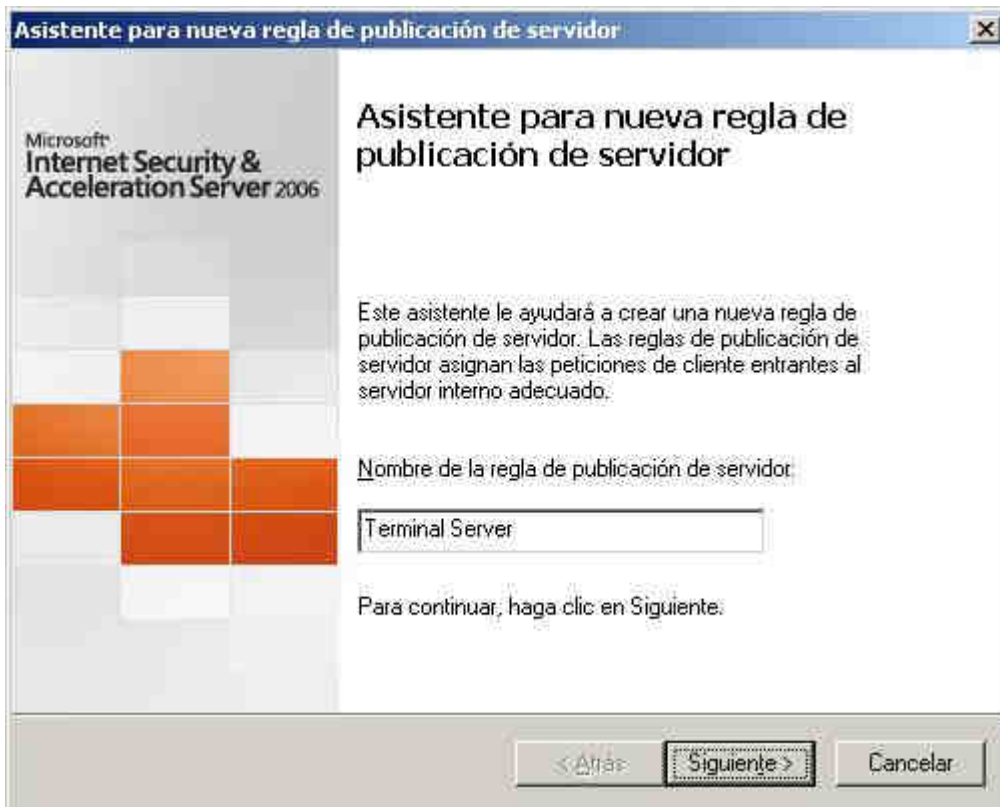 Asistente para nueva regla de publicación de servidor
Microsoft
Internet Security &
Acceleration Server 2006
Asistente para nueva regla de
publicación de servidor
Este asistente le ayudará a crear una nueva regla de
publicación de servidor. Las reglas de publicación de
servidor asignan las peticiones de cliente entrantes al
servidor interno adecuado.
Nombre de la regla de publicación de servidor:
Terminal Server
Para continuar, haga clic en Siguiente.
< Atrás
Siguiente >
Cancelar